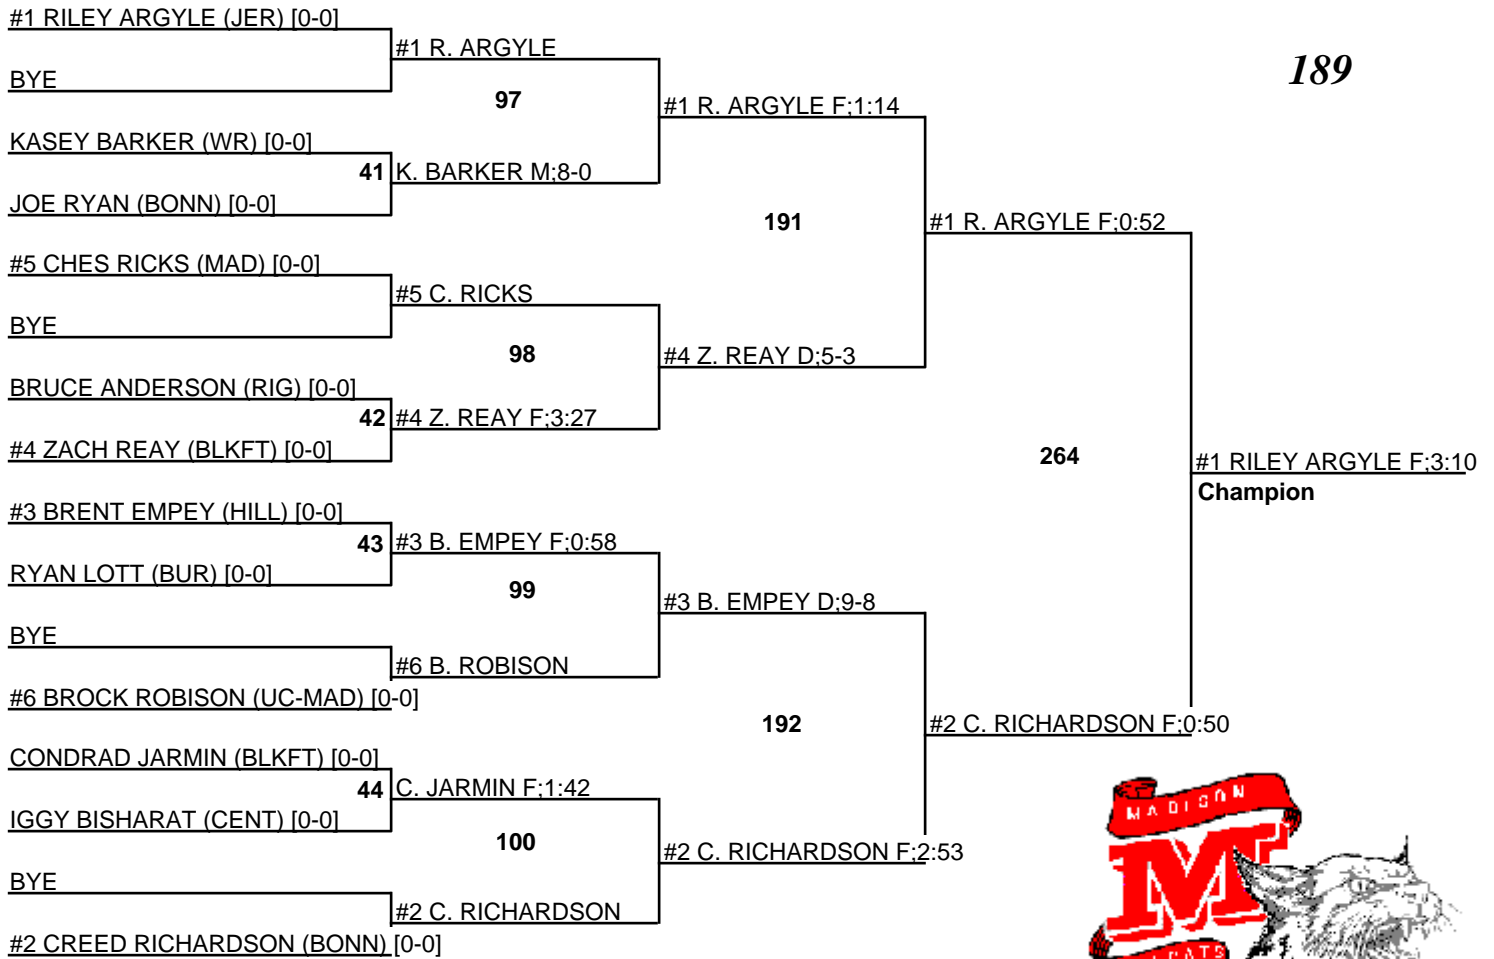 #1 RILEY ARGYLE (JER) [0-0]
#1 R. ARGYLE
189
BYE
97
#1 R. ARGYLE F;1:14
KASEY BARKER (WR) [0-0]
41 K. BARKER M;8-0
JOE RYAN (BONN) [0-0]
191
#1 R. ARGYLE F;0:52
#5 CHES RICKS (MAD) [0-0]
#5 C. RICKS
BYE
98
#4 Z. REAY D;5-3
BRUCE ANDERSON (RIG) [0-0]
42 #4 Z. REAY F;3:27
#4 ZACH REAY (BLKFT) [0-0]
264
#1 RILEY ARGYLE F;3:10
Champion
#3 BRENT EMPEY (HILL) [0-0]
43 #3 B. EMPEY F;0:58
RYAN LOTT (BUR) [0-0]
99
#3 B. EMPEY D;9-8
BYE
#6 B. ROBISON
#6 BROCK ROBISON (UC-MAD) [0-0]
192
#2 C. RICHARDSON F;0:50
CONDRAD JARMIN (BLKFT) [0-0]
44 C. JARMIN F;1:42
IGGY BISHARAT (CENT) [0-0]
100
#2 C. RICHARDSON F;2:53
BYE
#2 C. RICHARDSON
#2 CREED RICHARDSON (BONN) [0-0]
MADISON
M